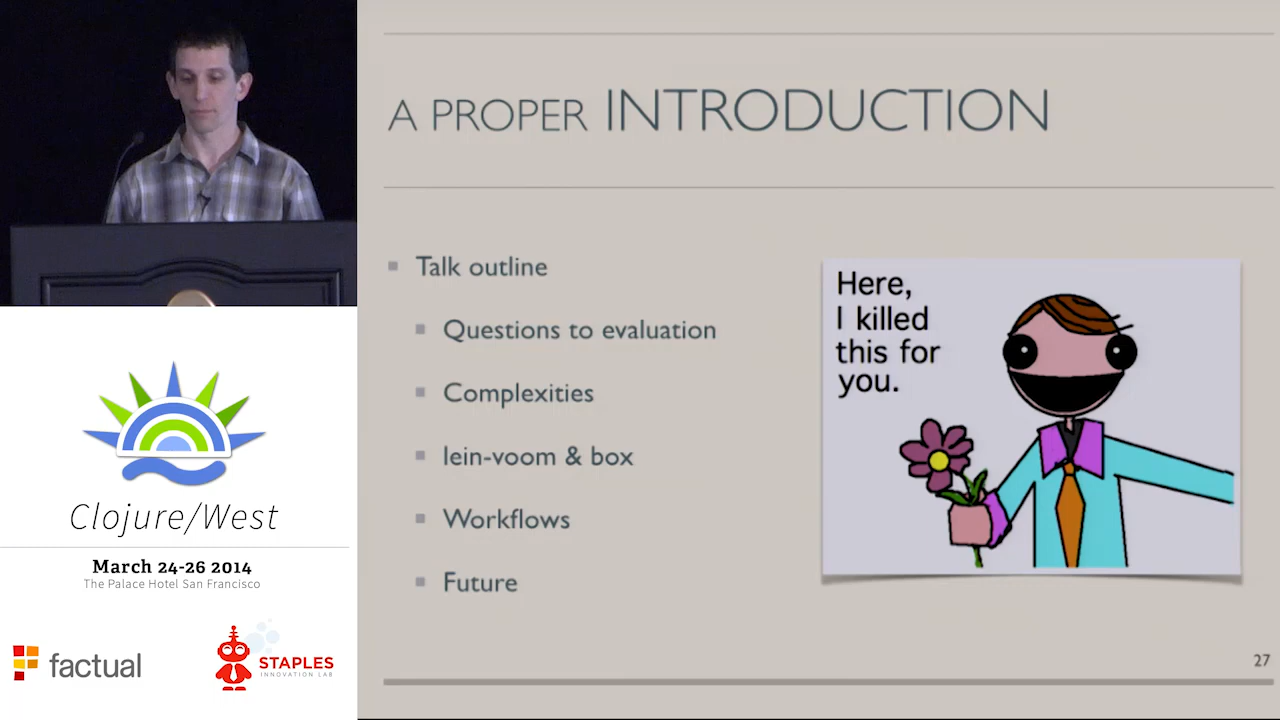 A PROPER INTRODUCTION
Talk outline
Questions to evaluation
Complexities
lein-voom & box
Workflows
Future
Here,
I killed
this for
you.
27
Clojure/West
March 24-26 2014
The Palace Hotel San Francisco
factual
STAPLES
INNOVATION LAB